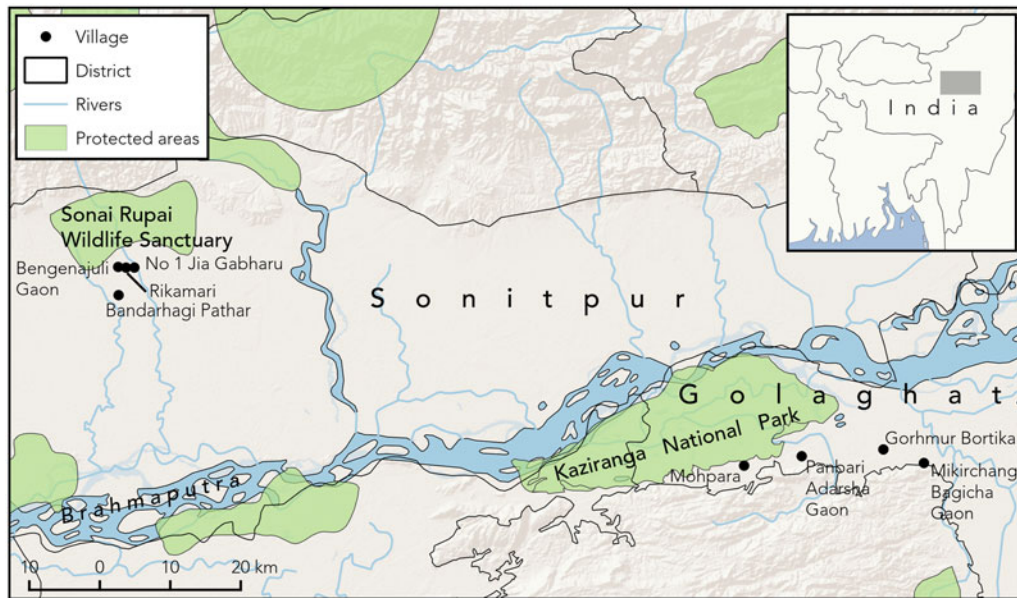 Village
District
Rivers
Protected areas
India
Sonai Rupai
Wildlife Sanctuary
Bengenajuli
Gaon
No 1 Jia Gabharu
Rikamari
Bandarhagi Pathar
Sonitpur
Golaghat
Kaziranga National Park
Mohpara
Panbari
Adarsha
Gaon
Gorhmur Bortika
Mikirchang
Bagicha
Gaon
Brahmaputra
10 0 10 20 km